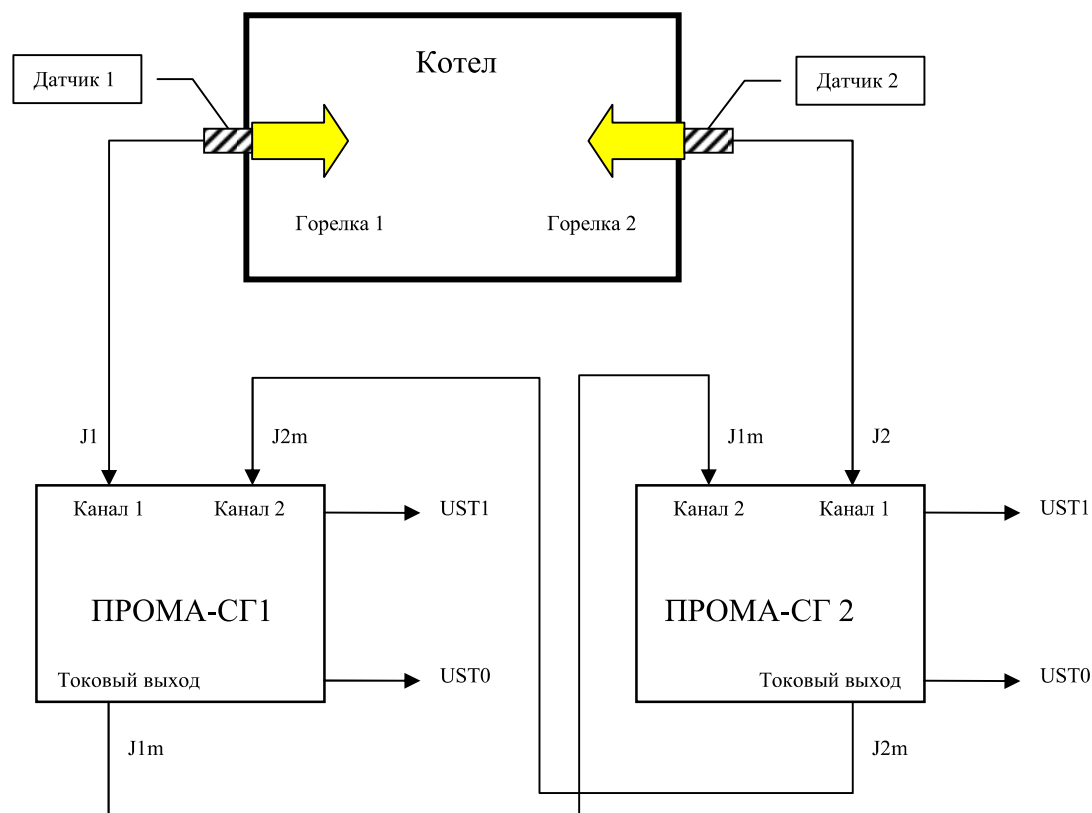 Котел
Датчик 1
Датчик 2
Горелка 1
Горелка 2
J1
J2m
J1m
J2
Канал 1
Канал 2
UST1
Канал 2
Канал 1
UST1
ПРОМА-СГ1
ПРОМА-СГ 2
Токовый выход
UST0
Токовый выход
UST0
J1m
J2m